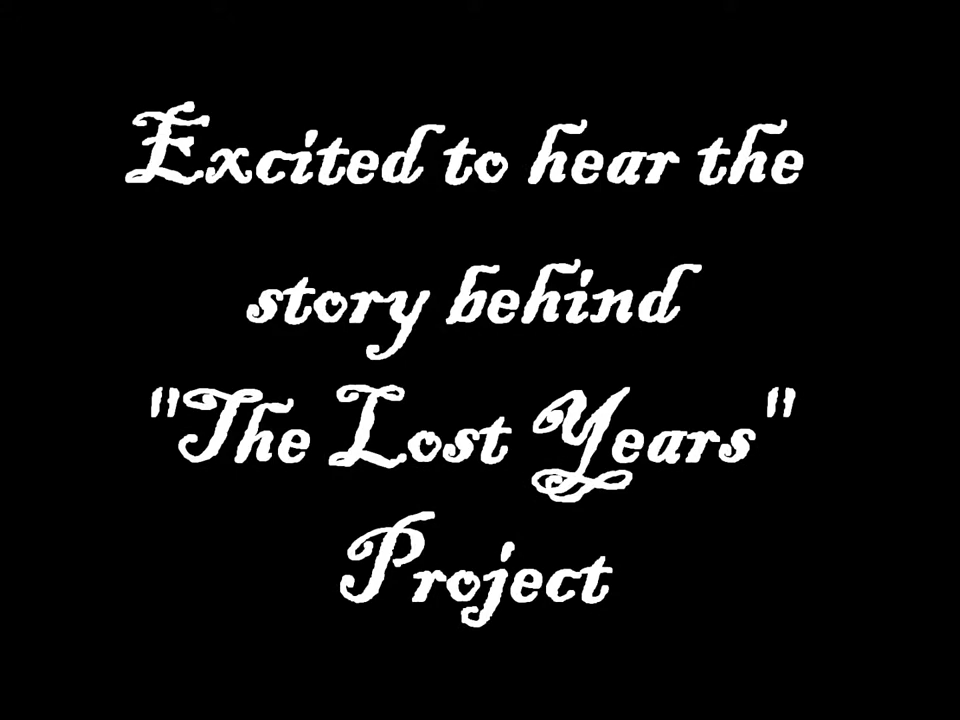 Excited to hear the
story behind
"The Lost Years"
Project